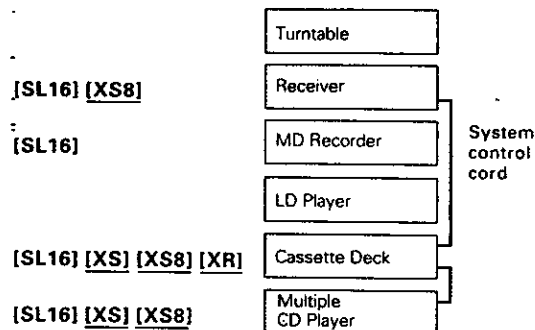 Turntable
[SL16] [XS8] Receiver
[SL16] MD Recorder
System
control
cord
LD Player
[SL16] [XS] [XS8] [XR] Cassette Deck
[SL16] [XS] [XS8] Multiple
CD Player